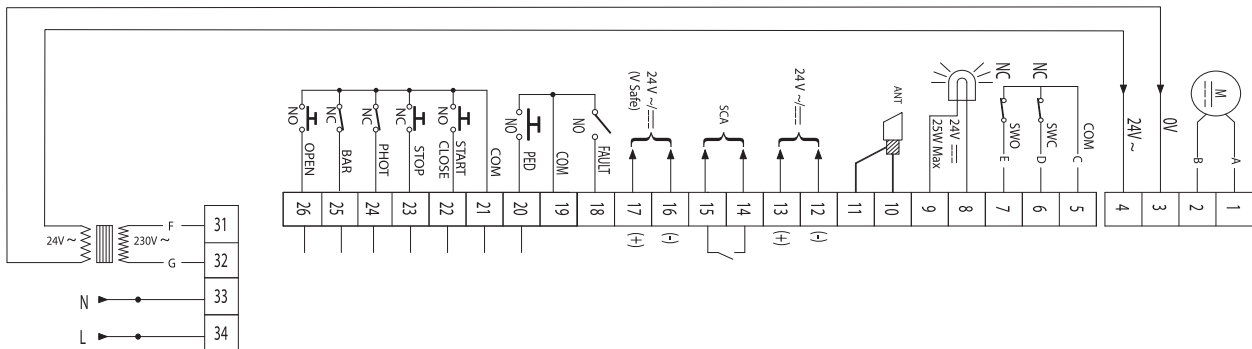 24V ~
230V ~
F
G
31
32
33
34
N
L
NO
OPEN
NC
BAR
NC
PHOT
NC
STOP
NO
START
CLOSE
COM
NO
PED
COM
NO
FAULT
24V ~/⎓
(V Safe)
SCA
24V ~/⎓
ANT
24V ⎓
25W Max
NC
SWO
E
NC
SWC
D
COM
C
24V~
0V
M
B
A
26
25
24
23
22
21
20
19
18
17
16
15
14
13
12
11
10
9
8
7
6
5
4
3
2
1
(+)
(-)
(+)
(-)